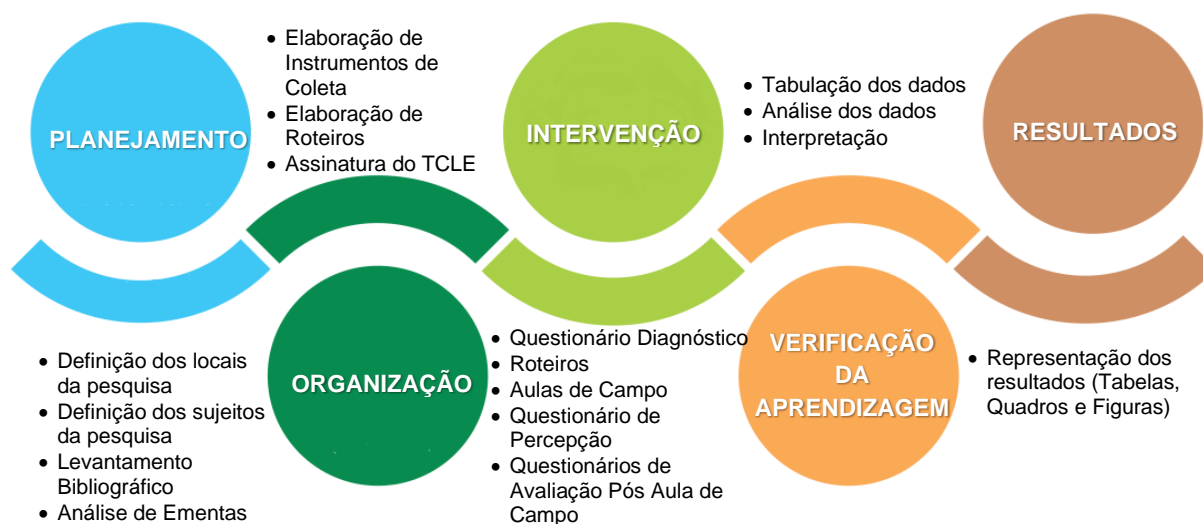 PLANEJAMENTO
• Definição dos locais
da pesquisa
• Definição dos sujeitos
da pesquisa
• Levantamento
Bibliográfico
• Análise de Ementas
• Elaboração de
Instrumentos de
Coleta
• Elaboração de
Roteiros
• Assinatura do TCLE
ORGANIZAÇÃO
INTERVENÇÃO
• Questionário Diagnóstico
• Roteiros
• Aulas de Campo
• Questionário de
Percepção
• Questionários de
Avaliação Pós Aula de
Campo
• Tabulação dos dados
• Análise dos dados
• Interpretação
VERIFICAÇÃO
DA
APRENDIZAGEM
RESULTADOS
• Representação dos
resultados (Tabelas,
Quadros e Figuras)